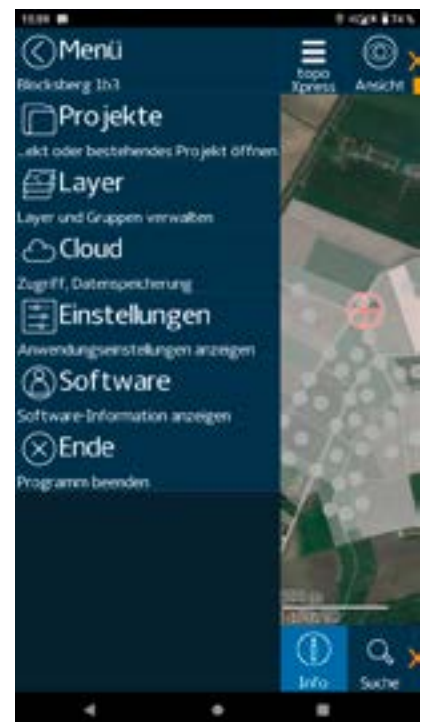 Menü
topo
Xpress
Ansicht
Blocksberg 1b3
Projekte
...ekt oder bestehendes Projekt öffnen
Layer
Layer und Gruppen verwalten
Cloud
Zugriff, Datenspeicherung
Einstellungen
Anwendungseinstellungen anzeigen
Software
Software-Information anzeigen
Ende
Programm beenden
Info
Suche